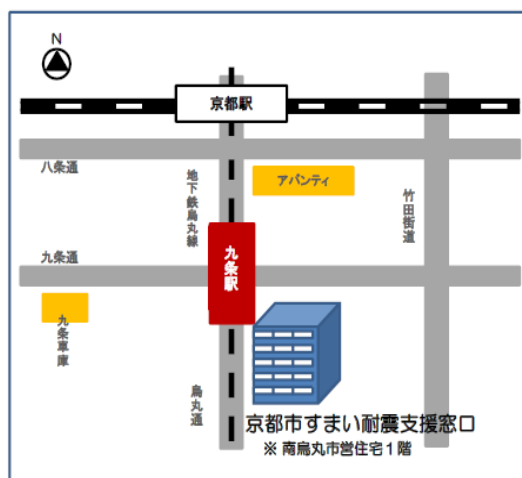 N
京都駅
八条通
地下鉄烏丸線
アバンティ
竹田街道
九条通
九条駅
九条車庫
烏丸通
京都市すまい耐震支援窓口
※ 南烏丸市営住宅1階